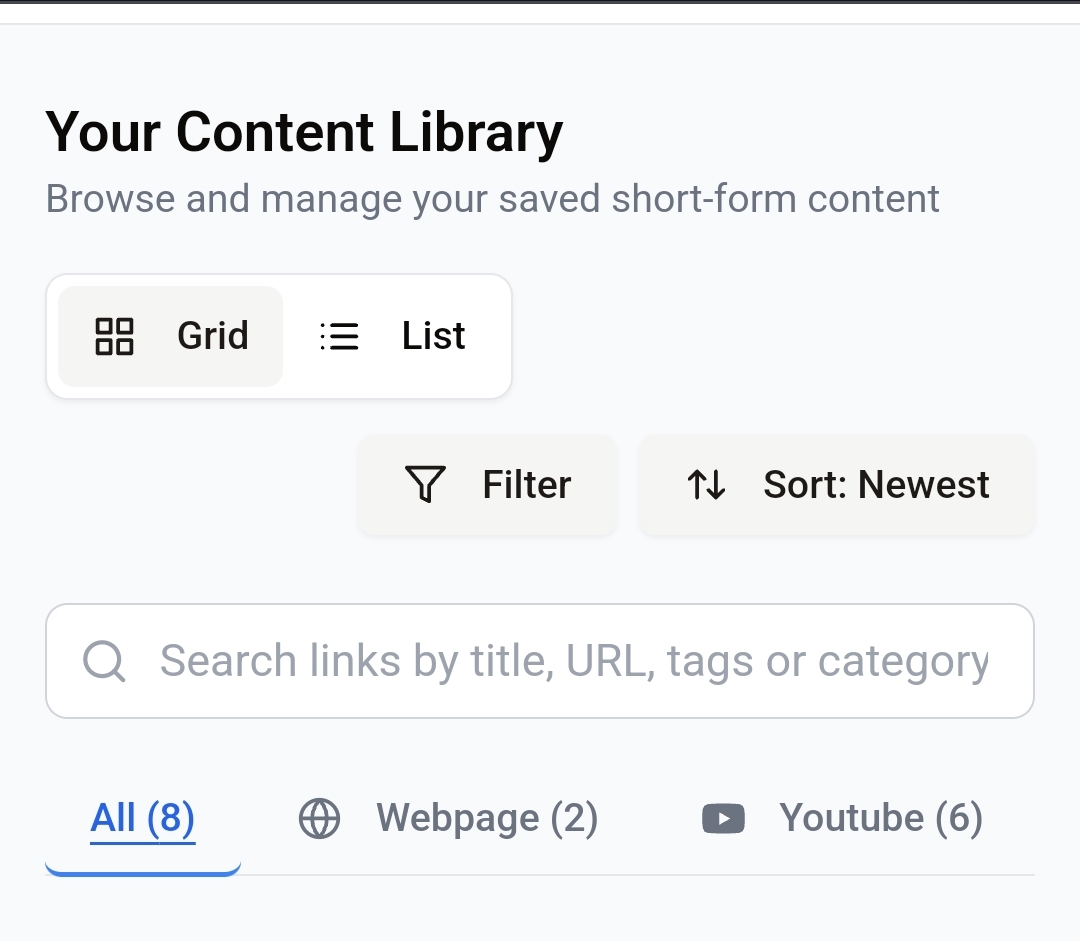 Your Content Library
Browse and manage your saved short-form content
Grid List
Filter Sort: Newest
Search links by title, URL, tags or category
All (8) Webpage (2) Youtube (6)